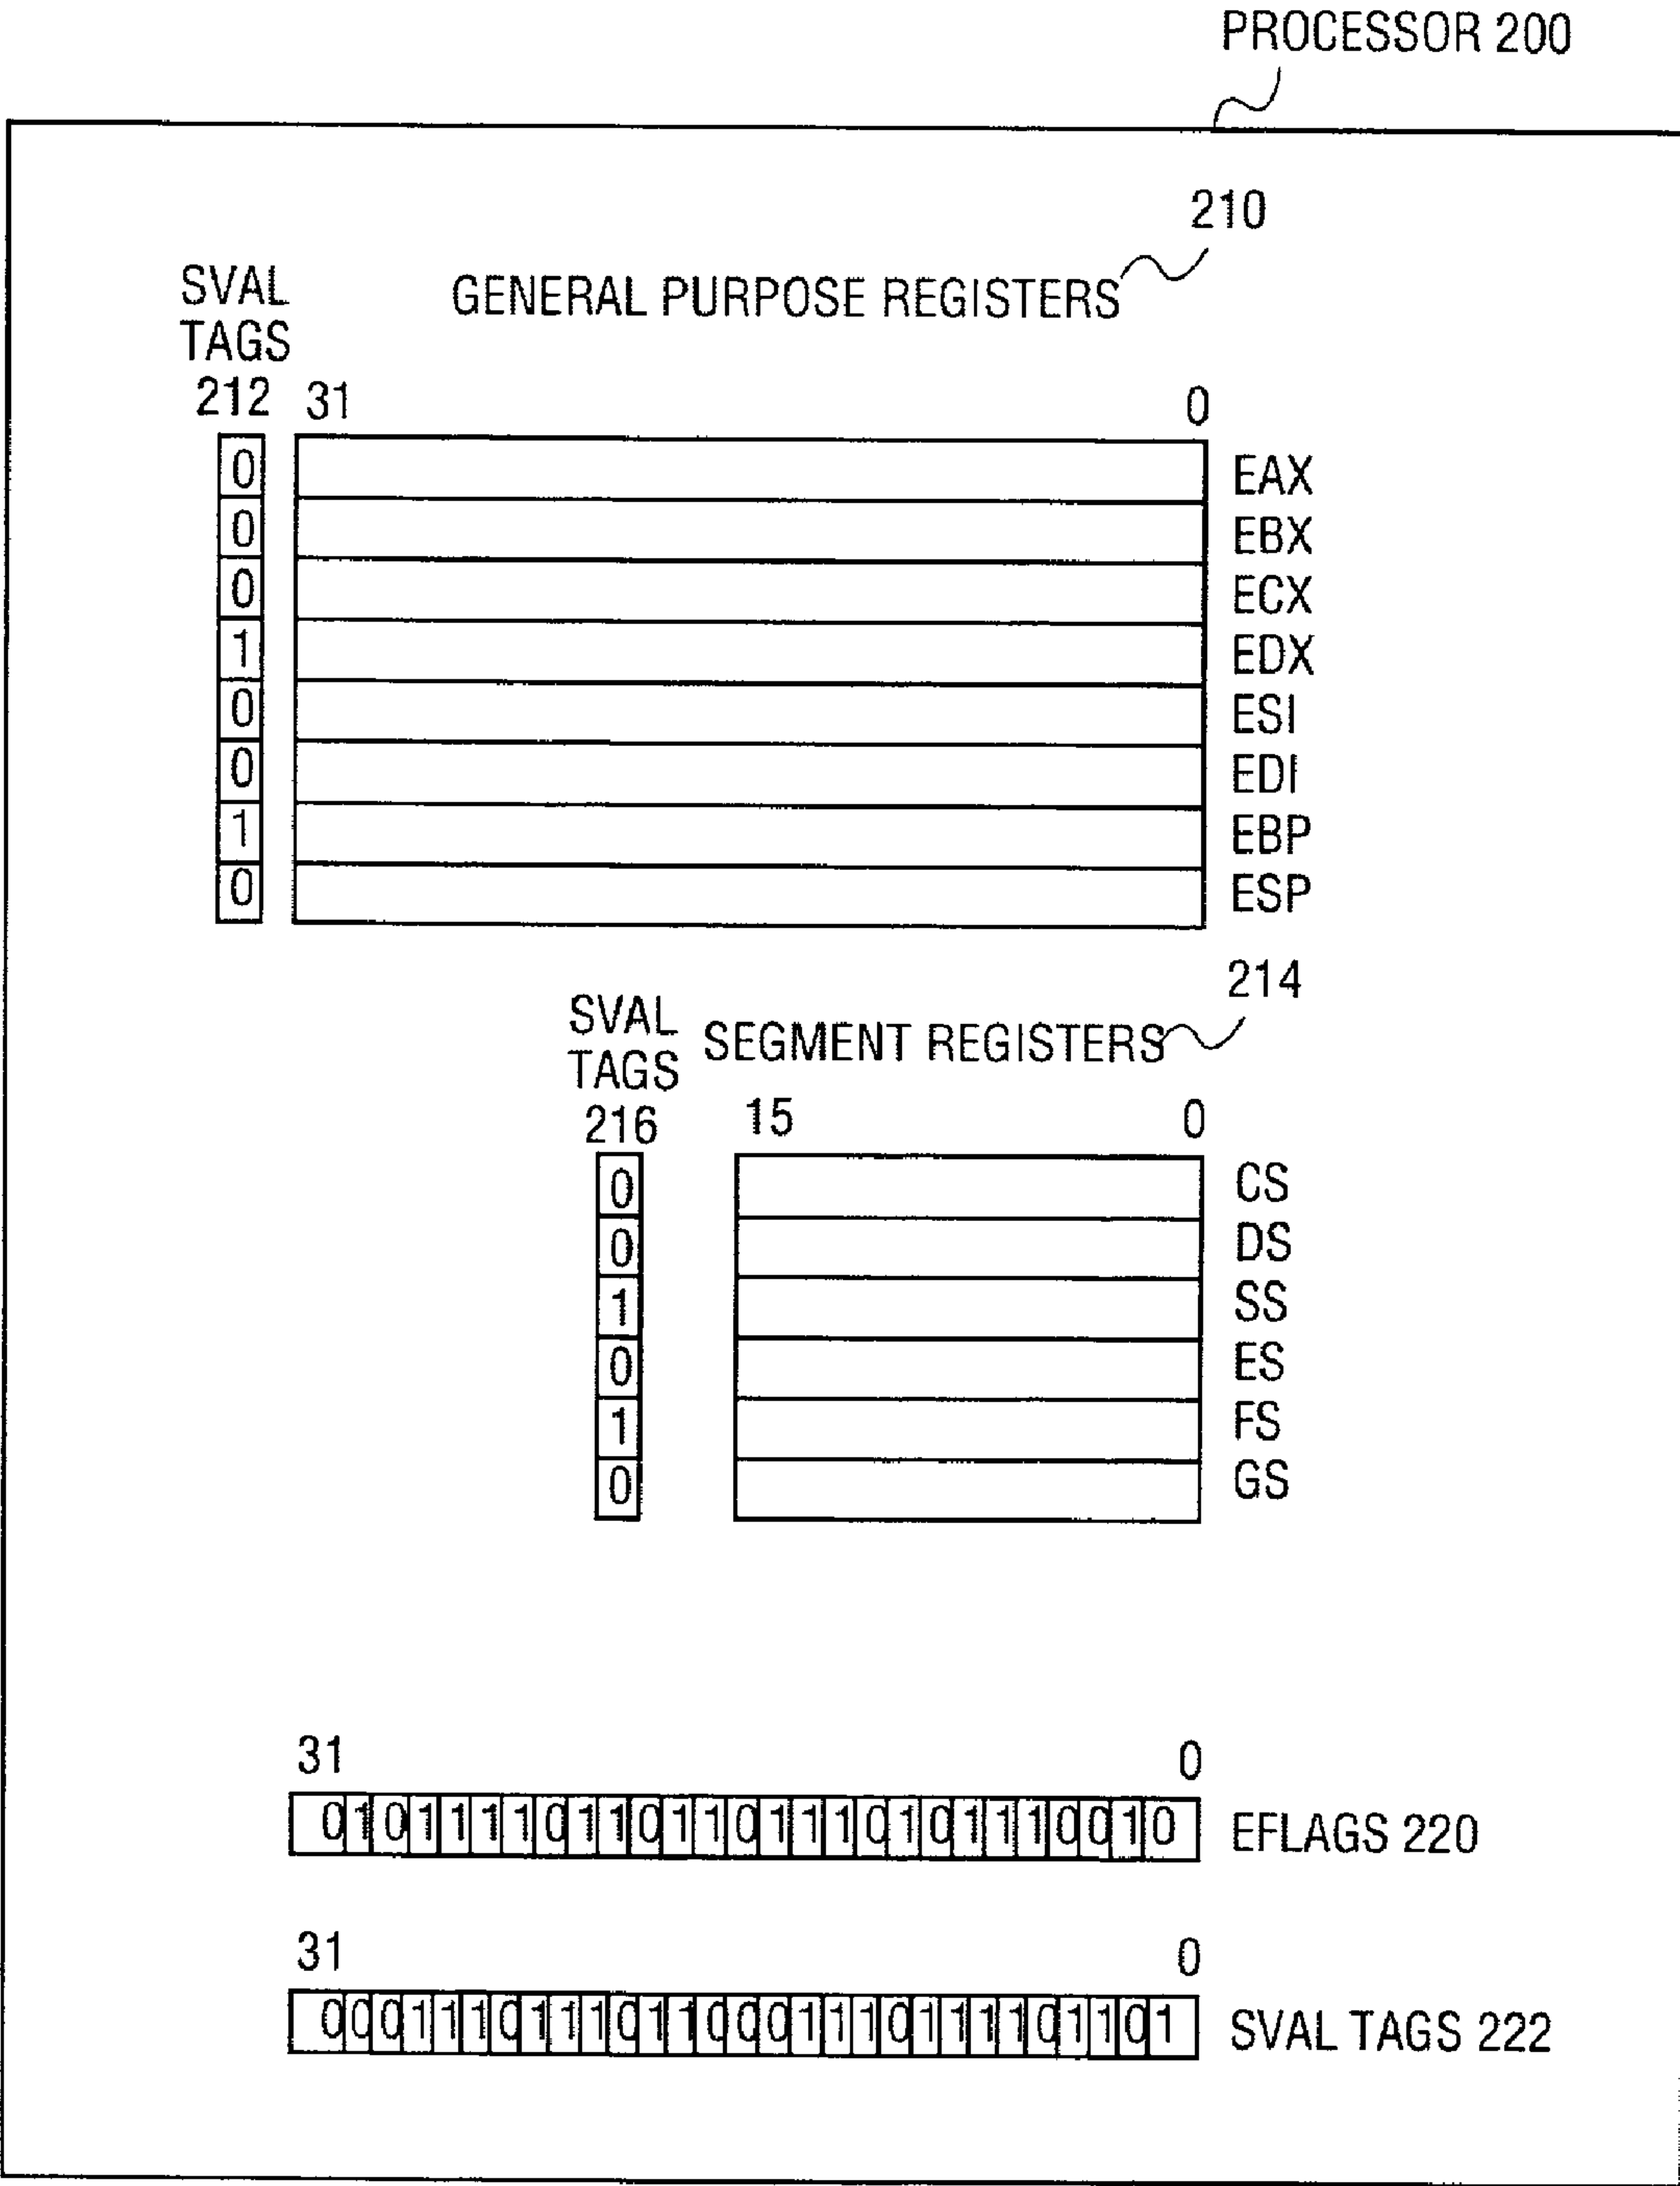 PROCESSOR 200
210
SVAL
TAGS
212
GENERAL PURPOSE REGISTERS
31 0
0 EAX
0 EBX
0 ECX
1 EDX
0 ESI
0 EDI
1 EBP
0 ESP
214
SVAL
TAGS
216
SEGMENT REGISTERS
15 0
0 CS
0 DS
1 SS
0 ES
1 FS
0 GS
31 0
010111101101101110101110010 EFLAGS 220
31 0
00011101110110001110111101101 SVAL TAGS 222